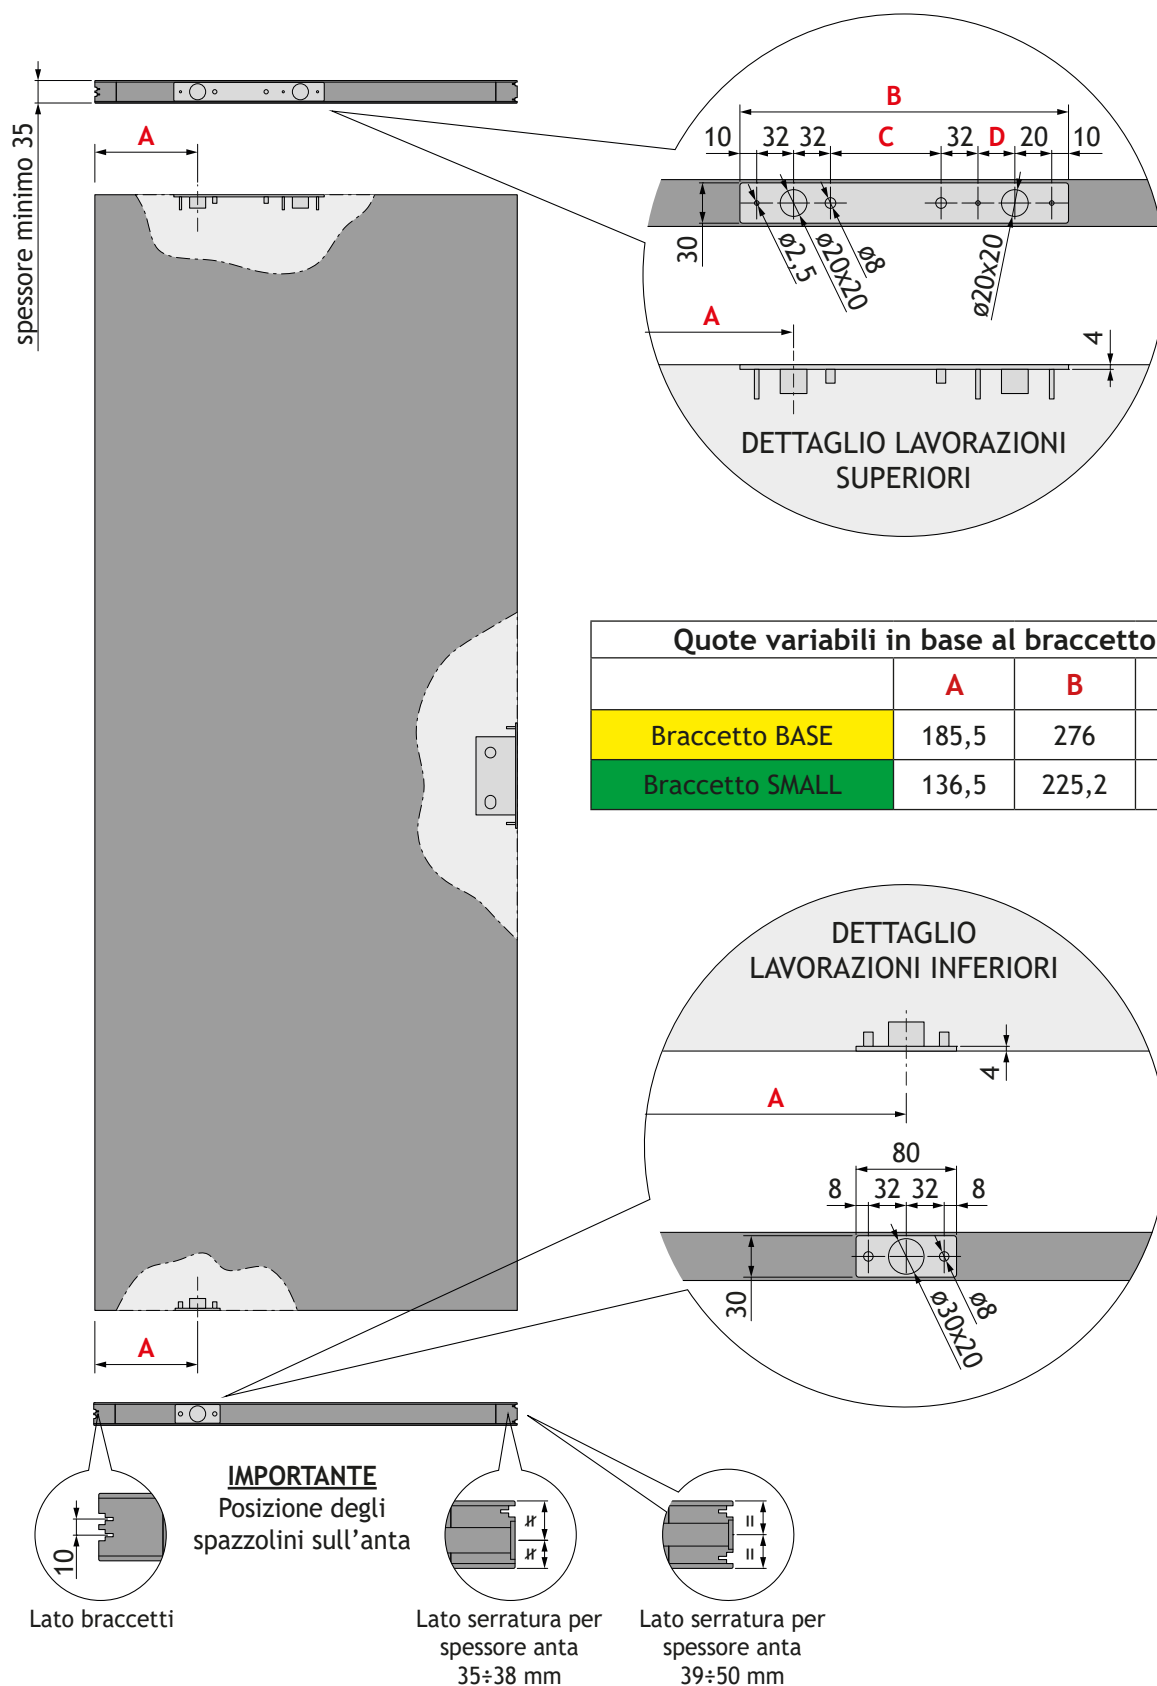 spessore minimo 35
A
B
10 32 32 C 32 D 20 10
30
ø2,5
ø20x20
ø8
ø20x20
A
4
DETTAGLIO LAVORAZIONI
SUPERIORI
Quote variabili in base al braccetto
A B
Braccetto BASE 185,5 276
Braccetto SMALL 136,5 225,2
DETTAGLIO
LAVORAZIONI INFERIORI
4
A
80
8 32 32 8
30
ø8
ø30x20
A
IMPORTANTE
Posizione degli
spazzolini sull'anta
10
Lato braccetti
Lato serratura per
spessore anta
35÷38 mm
Lato serratura per
spessore anta
39÷50 mm